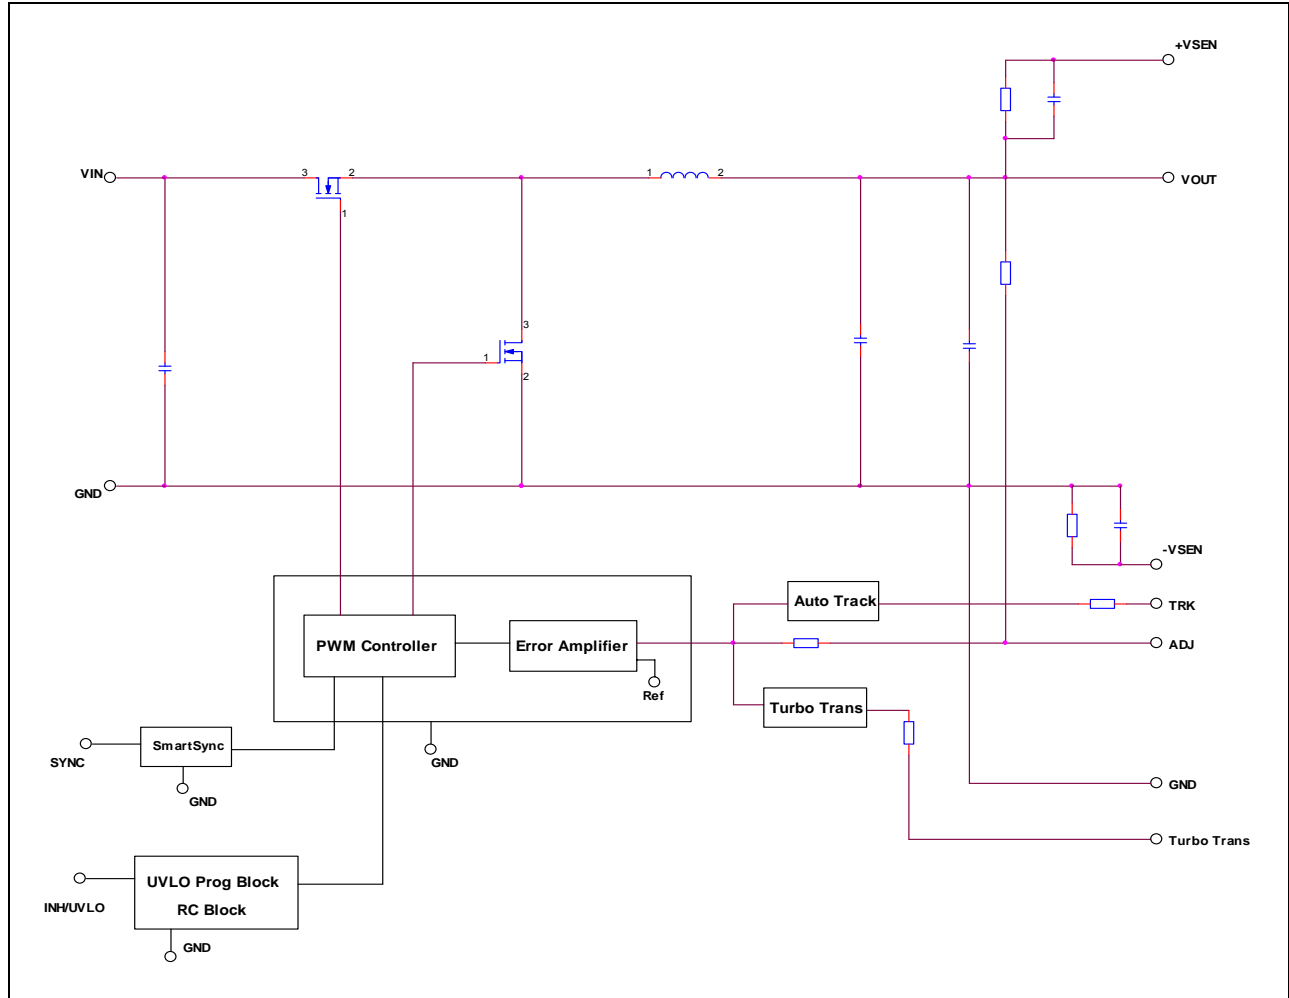 +VSEN
VIN
3
2
1
1
2
VOUT
3
1
2
GND
-VSEN
Auto Track
TRK
PWM Controller
Error Amplifier
ADJ
Ref
Turbo Trans
SmartSync
SYNC
GND
GND
GND
Turbo Trans
UVLO Prog Block
RC Block
INH/UVLO
GND